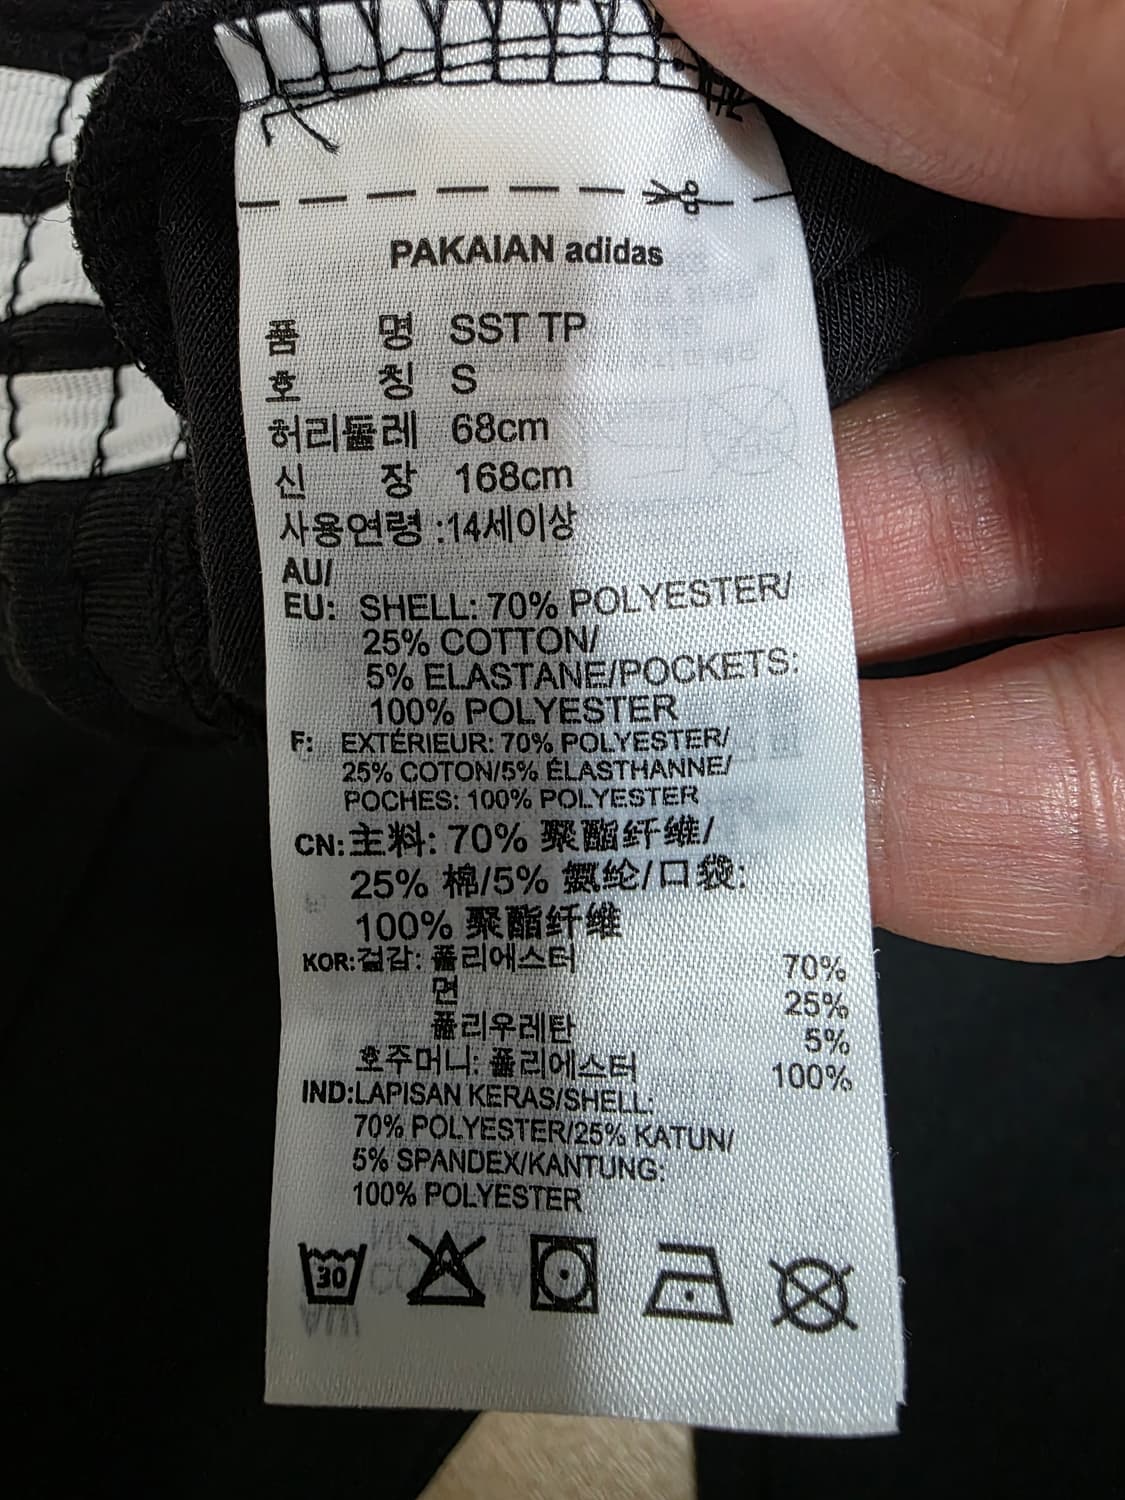 PAKAIAN adidas
품 명 SST TP
호 칭 S
허리둘레 68cm
신 장 168cm
사용연령 :14세이상
AU/
EU: SHELL: 70% POLYESTER/
25% COTTON/
5% ELASTANE/POCKETS:
100% POLYESTER
F: EXTÉRIEUR: 70% POLYESTER/
25% COTON/5% ÉLASTHANNE/
POCHES: 100% POLYESTER
CN: 主料: 70% 聚酯纤维/
25% 棉/5% 氨纶/口袋:
100% 聚酯纤维
KOR: 겉감: 폴리에스터 70%
면 25%
폴리우레탄 5%
호주머니: 폴리에스터 100%
IND:LAPISAN KERAS/SHELL:
70% POLYESTER/25% KATUN/
5% SPANDEX/KANTUNG:
100% POLYESTER
30